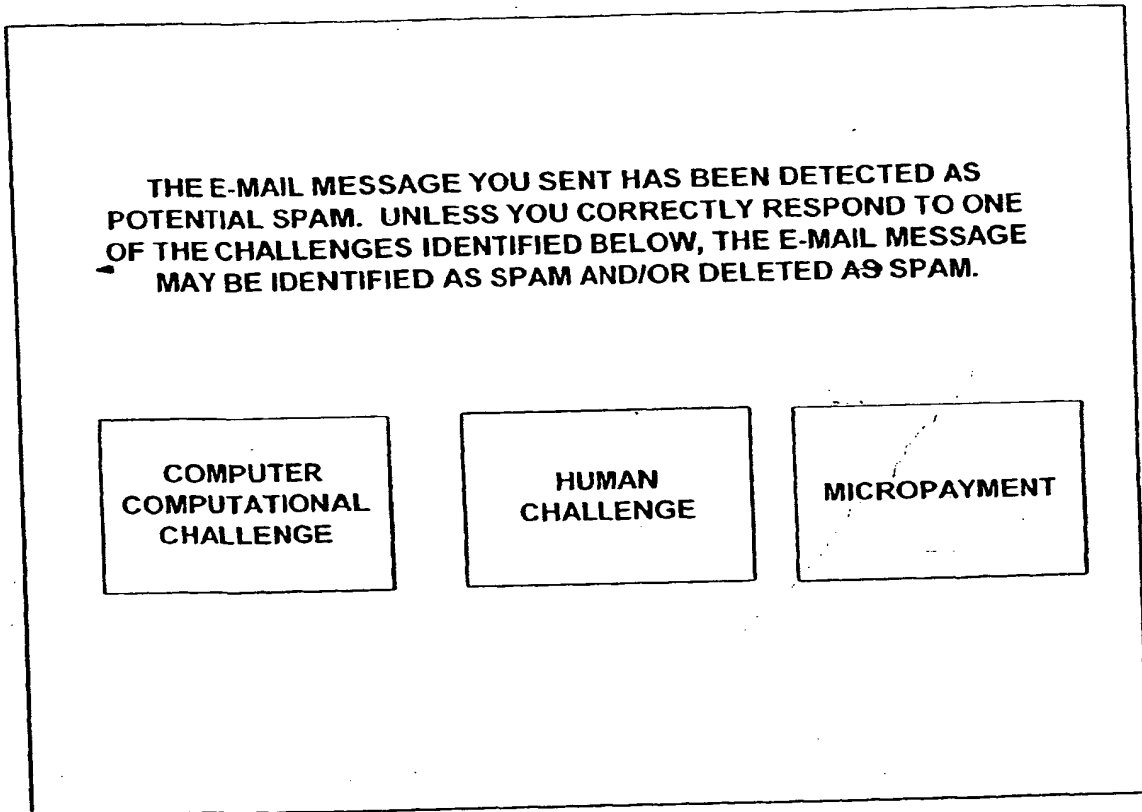 THE E-MAIL MESSAGE YOU SENT HAS BEEN DETECTED AS
POTENTIAL SPAM. UNLESS YOU CORRECTLY RESPOND TO ONE
OF THE CHALLENGES IDENTIFIED BELOW, THE E-MAIL MESSAGE
MAY BE IDENTIFIED AS SPAM AND/OR DELETED AS SPAM.
COMPUTER
COMPUTATIONAL
CHALLENGE
HUMAN
CHALLENGE
MICROPAYMENT